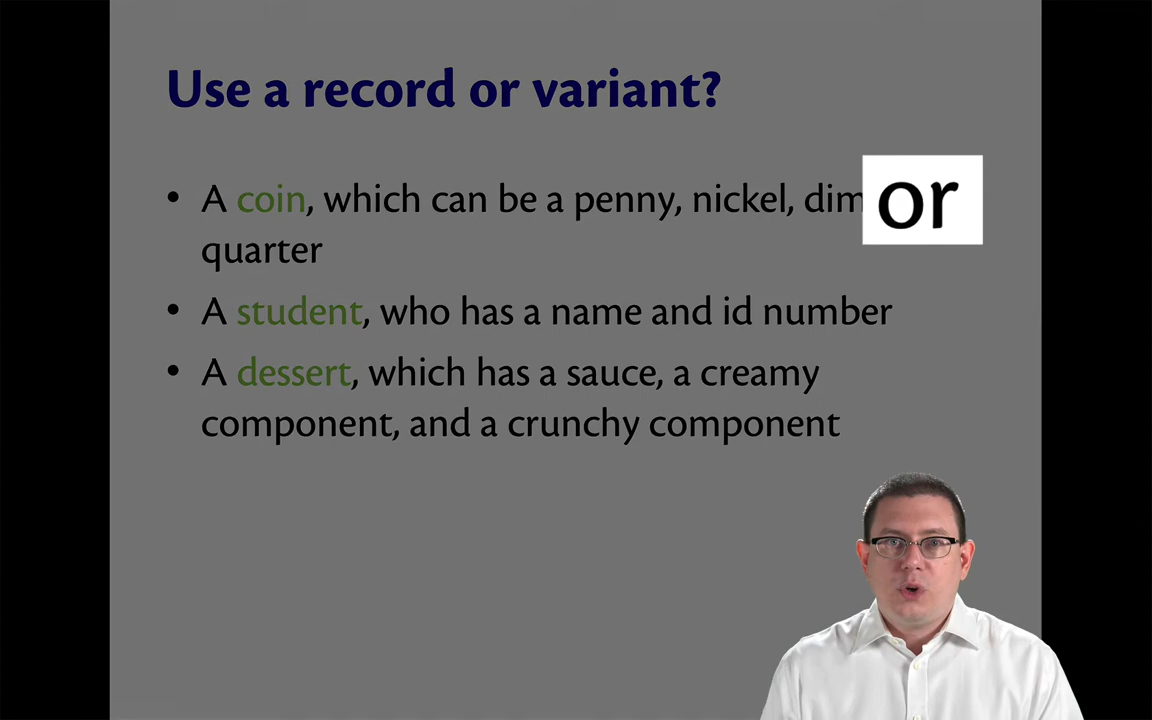 Use a record or variant?
• A coin, which can be a penny, nickel, dim or
quarter
• A student, who has a name and id number
• A dessert, which has a sauce, a creamy
component, and a crunchy component